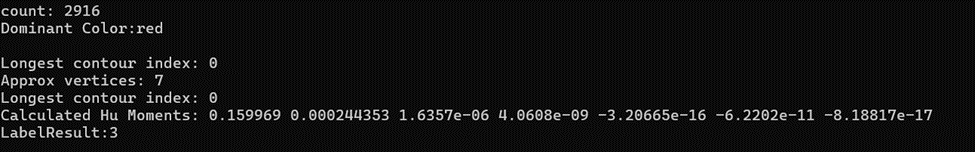 count: 2916
Dominant Color:red
Longest contour index: 0
Approx vertices: 7
Longest contour index: 0
Calculated Hu Moments: 0.159969 0.000244353 1.6357e-06 4.0608e-09 -3.20665e-16 -6.2202e-11 -8.18817e-17
LabelResult:3